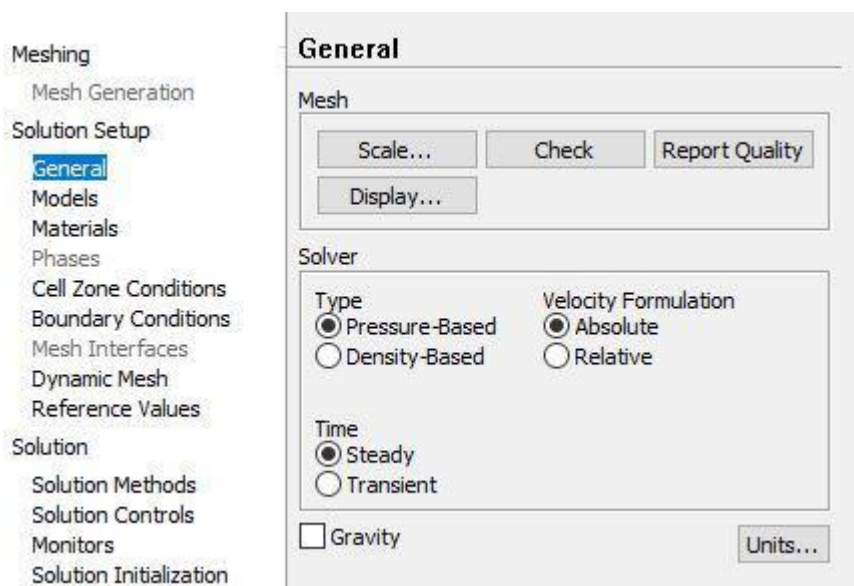 Meshing
Mesh Generation
Solution Setup
General
Models
Materials
Phases
Cell Zone Conditions
Boundary Conditions
Mesh Interfaces
Dynamic Mesh
Reference Values
Solution
Solution Methods
Solution Controls
Monitors
Solution Initialization
General
Mesh
Scale... Check Report Quality
Display...
Solver
Type Velocity Formulation
Pressure-Based Absolute
Density-Based Relative
Time
Steady
Transient
Gravity Units...